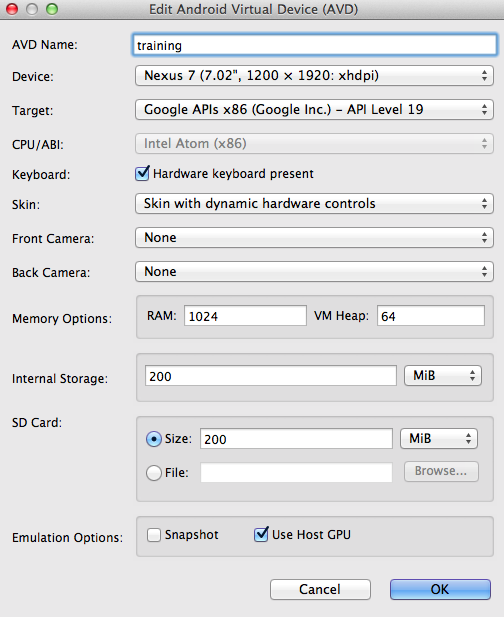 Edit Android Virtual Device (AVD)
AVD Name: training
Device: Nexus 7 (7.02", 1200 × 1920: xhdpi)
Target: Google APIs x86 (Google Inc.) – API Level 19
CPU/ABI: Intel Atom (x86)
Keyboard: Hardware keyboard present
Skin: Skin with dynamic hardware controls
Front Camera: None
Back Camera: None
Memory Options: RAM: 1024 VM Heap: 64
Internal Storage: 200 MiB
SD Card:
Size: 200 MiB
File: Browse...
Emulation Options: Snapshot Use Host GPU
Cancel OK